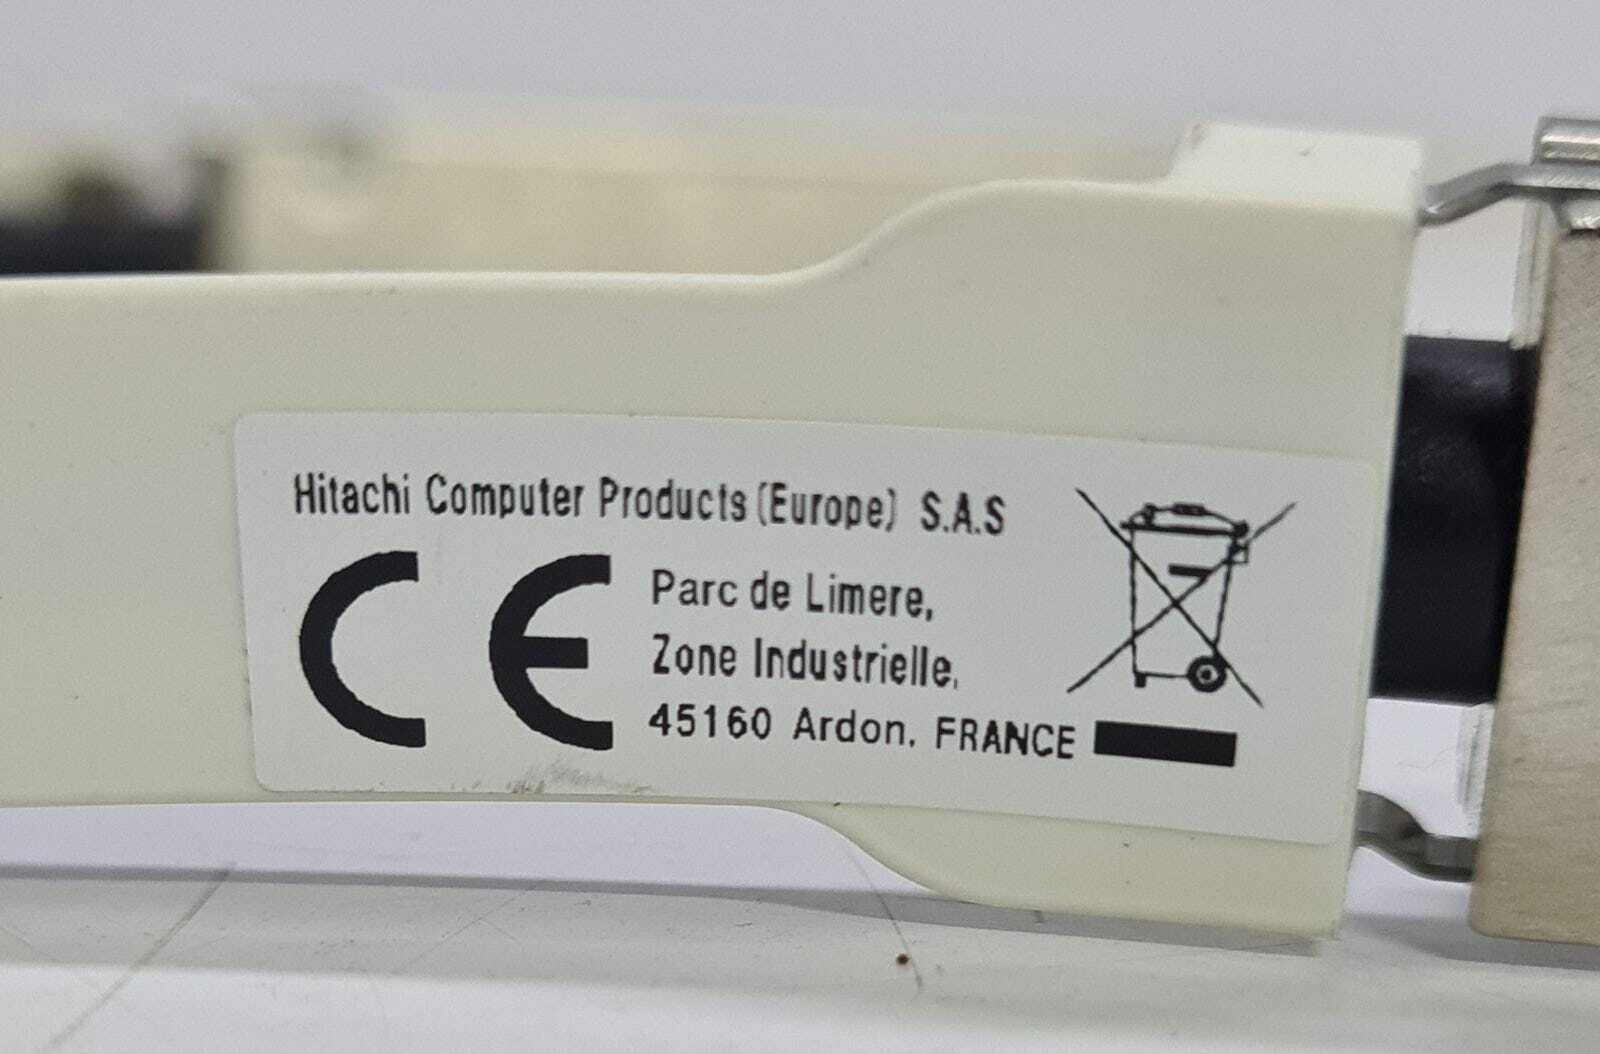 Hitachi Computer Products (Europe) S.A.S
CE
Parc de Limere,
Zone Industrielle,
45160 Ardon, FRANCE